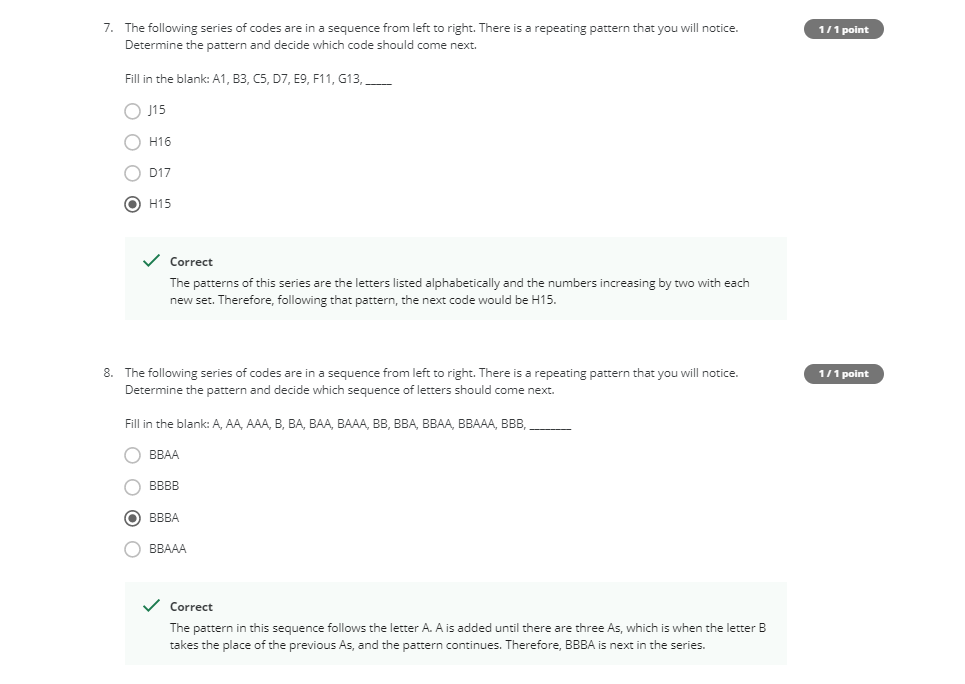 7. The following series of codes are in a sequence from left to right. There is a repeating pattern that you will notice.
1 / 1 point
Determine the pattern and decide which code should come next.
Fill in the blank: A1, B3, C5, D7, E9, F11, G13, _____
J15
H16
D17
H15
Correct
The patterns of this series are the letters listed alphabetically and the numbers increasing by two with each
new set. Therefore, following that pattern, the next code would be H15.
8. The following series of codes are in a sequence from left to right. There is a repeating pattern that you will notice.
1 / 1 point
Determine the pattern and decide which sequence of letters should come next.
Fill in the blank: A, AA, AAA, B, BA, BAA, BAAA, BB, BBA, BBAA, BBAAA, BBB, ________
BBAA
BBBB
BBBA
BBAAA
Correct
The pattern in this sequence follows the letter A. A is added until there are three As, which is when the letter B
takes the place of the previous As, and the pattern continues. Therefore, BBBA is next in the series.